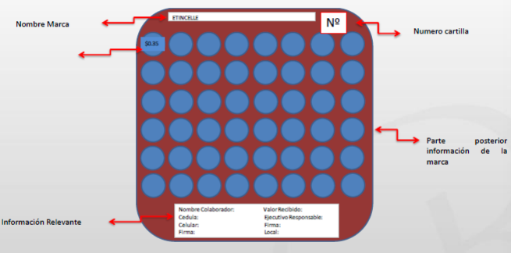 Nombre Marca
ETINCELLE
Nº
Numero cartilla
$0.35
Parte posterior
información de la
marca
Información Relevante
Nombre Colaborador: Valor Recibido:
Cedula: Ejecutivo Responsable:
Celular: Firma:
Firma: Local: